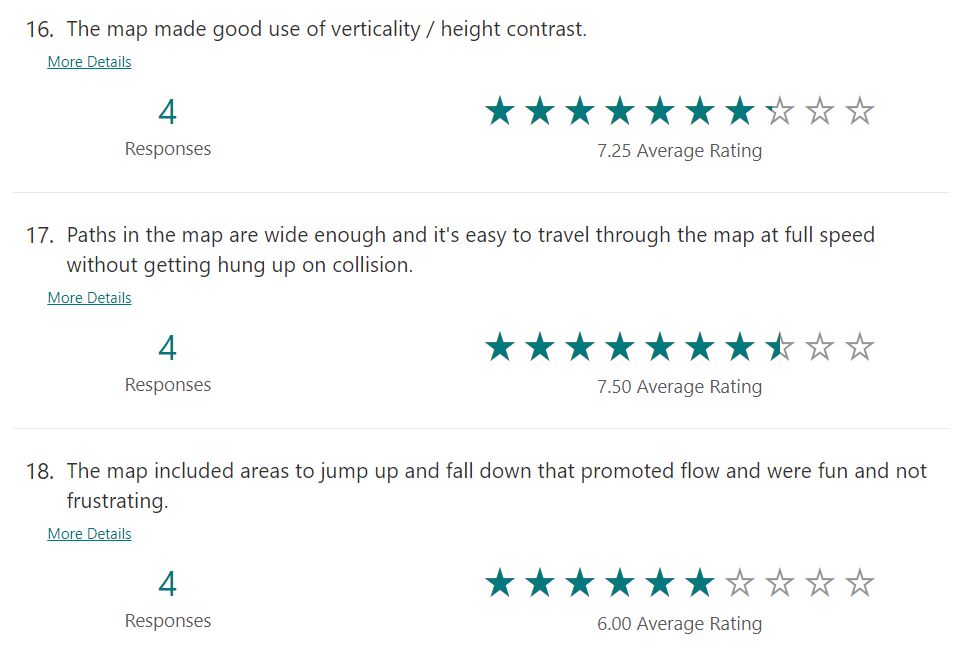 16. The map made good use of verticality / height contrast.
More Details
4
Responses
7.25 Average Rating
17. Paths in the map are wide enough and it's easy to travel through the map at full speed
without getting hung up on collision.
More Details
4
Responses
7.50 Average Rating
18. The map included areas to jump up and fall down that promoted flow and were fun and not
frustrating.
More Details
4
Responses
6.00 Average Rating